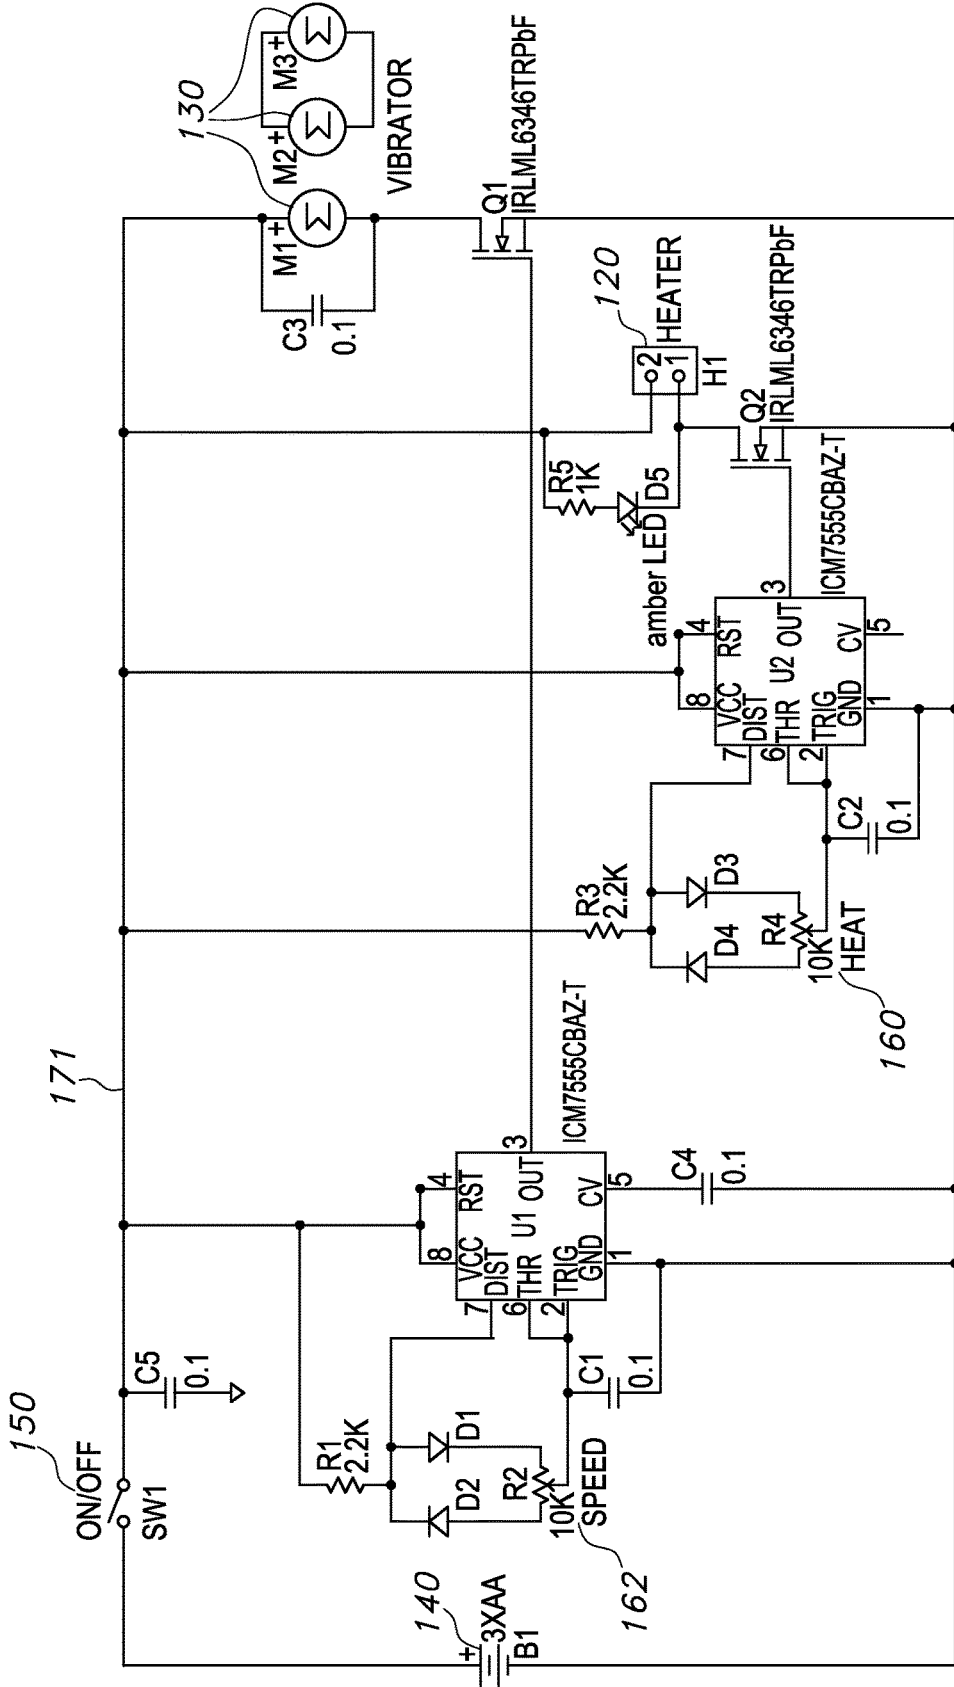 140
3XAA
+
B1
150
ON/OFF
SW1
C5
0.1
171
R1
2.2K
D2
D1
R2
10K
SPEED
162
C1
0.1
8
4
VCC
RST
7
DIST
6
THR
U1
OUT
3
2
TRIG
GND
CV
1
5
ICM7555CBAZ-T
C4
0.1
R3
2.2K
D4
D3
R4
10K
HEAT
160
C2
0.1
8
4
VCC
RST
7
DIST
6
THR
U2
OUT
3
2
TRIG
GND
CV
1
5
ICM7555CBAZ-T
R5
1K
amber LED
D5
120
2
1
HEATER
H1
Q2
IRLML6346TRPbF
C3
0.1
M1
+
M2
+
M3
+
M
M
M
130
VIBRATOR
Q1
IRLML6346TRPbF